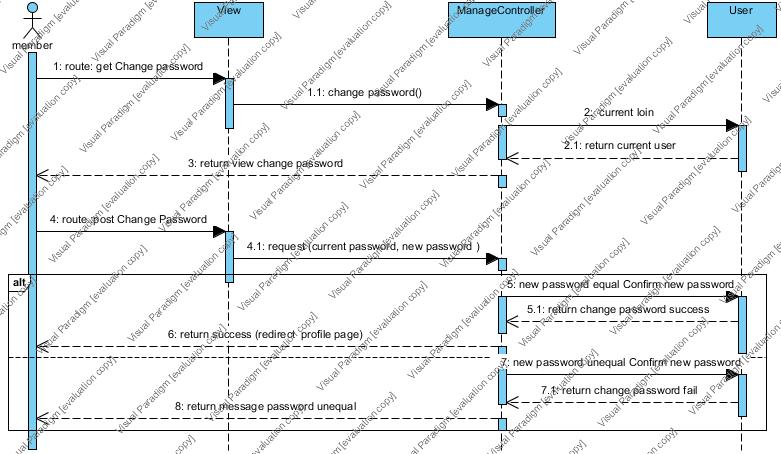 View
ManageController
User
member
1: route: get Change password
1.1: change password()
2: current loin
2.1: return current user
3: return view change password
4: route: post Change Password
4.1: request (current password, new password )
alt
5: new password equal Confirm new password
5.1: return change password success
6: return success (redirect profile page)
7: new password unequal Confirm new password
7.1: return change password fail
8: return message password unequal
Visual Paradigm [evaluation copy]